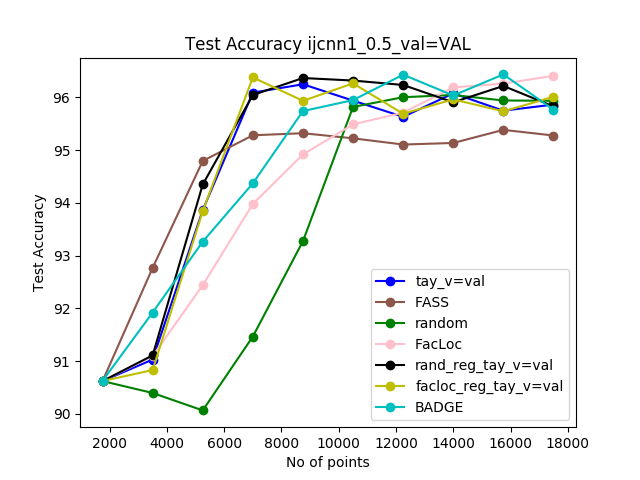 Test Accuracy ijcnn1_0.5_val=VAL
Test Accuracy
96
95
94
93
92
91
90
tay_v=val
FASS
random
FacLoc
rand_reg_tay_v=val
facloc_reg_tay_v=val
BADGE
2000 4000 6000 8000 10000 12000 14000 16000 18000
No of points